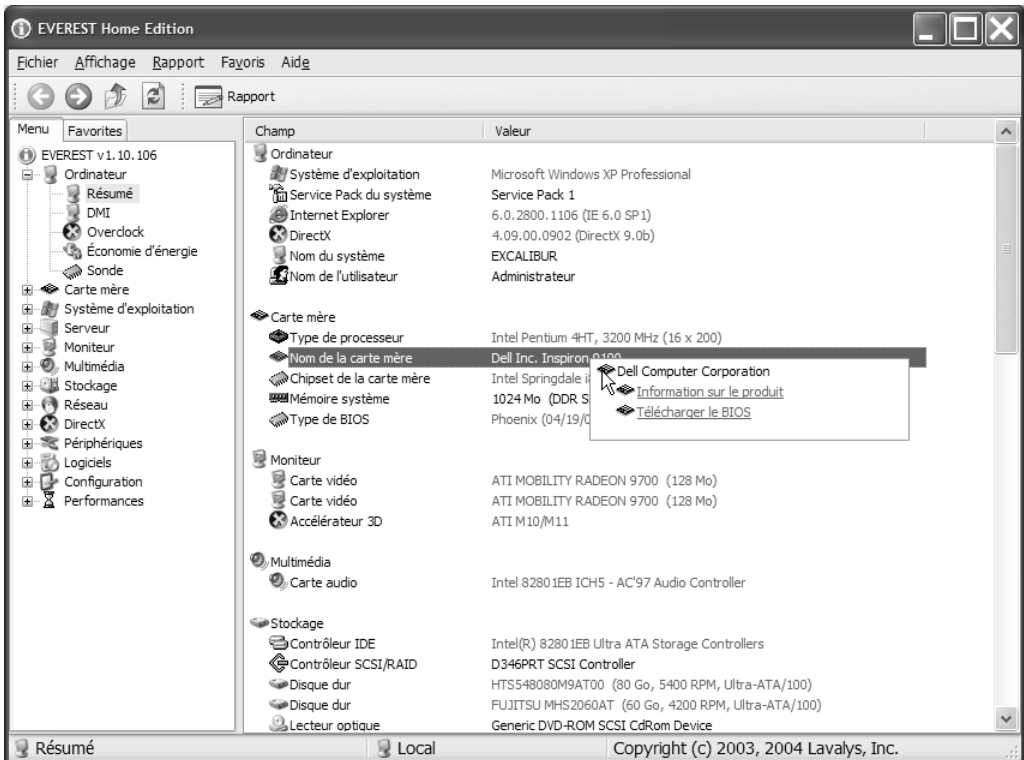 EVEREST Home Edition
Fichier Affichage Rapport Favoris Aide
Rapport
Menu Favorites
EVEREST v1.10.106
Ordinateur
Résumé
DMI
Overclock
Économie d'énergie
Sonde
Carte mère
Système d'exploitation
Serveur
Moniteur
Multimédia
Stockage
Réseau
DirectX
Périphériques
Logiciels
Configuration
Performances
Champ Valeur
Ordinateur
Système d'exploitation Microsoft Windows XP Professional
Service Pack du système Service Pack 1
Internet Explorer 6.0.2800.1106 (IE 6.0 SP1)
DirectX 4.09.00.0902 (DirectX 9.0b)
Nom du système EXCALIBUR
Nom de l'utilisateur Administrateur
Carte mère
Type de processeur Intel Pentium 4HT, 3200 MHz (16 x 200)
Nom de la carte mère Dell Inc. Inspiron
Chipset de la carte mère Intel Springdale
Mémoire système 1024 Mo (DDR
Type de BIOS Phoenix (04/19/
Dell Computer Corporation
Information sur le produit
Télécharger le BIOS
Moniteur
Carte vidéo ATI MOBILITY RADEON 9700 (128 Mo)
Carte vidéo ATI MOBILITY RADEON 9700 (128 Mo)
Accélérateur 3D ATI M10/M11
Multimédia
Carte audio Intel 82801EB ICH5 - AC'97 Audio Controller
Stockage
Contrôleur IDE Intel(R) 82801EB Ultra ATA Storage Controllers
Contrôleur SCSI/RAID D346PRT SCSI Controller
Disque dur HTS548080M9AT00 (80 Go, 5400 RPM, Ultra-ATA/100)
Disque dur FUJITSU MHS2060AT (60 Go, 4200 RPM, Ultra-ATA/100)
Lecteur optique Generic DVD-ROM SCSI CdRom Device
Résumé Local Copyright (c) 2003, 2004 Lavalys, Inc.